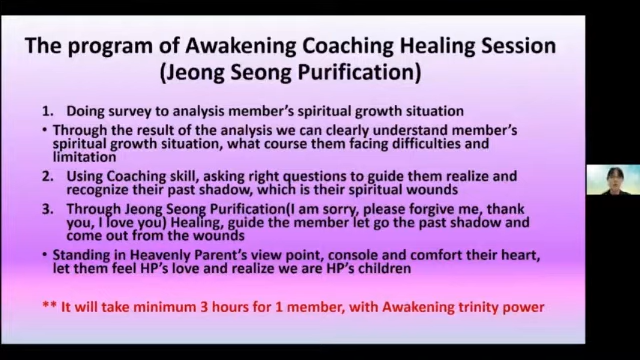 The program of Awakening Coaching Healing Session
(Jeong Seong Purification)
1. Doing survey to analysis member's spiritual growth situation
• Through the result of the analysis we can clearly understand member's
spiritual growth situation, what course them facing difficulties and
limitation
2. Using Coaching skill, asking right questions to guide them realize and
recognize their past shadow, which is their spiritual wounds
3. Through Jeong Seong Purification(I am sorry, please forgive me, thank
you, I love you) Healing, guide the member let go the past shadow and
come out from the wounds
• Standing in Heavenly Parent's view point, console and comfort their heart,
let them feel HP's love and realize we are HP's children
** It will take minimum 3 hours for 1 member, with Awakening trinity power